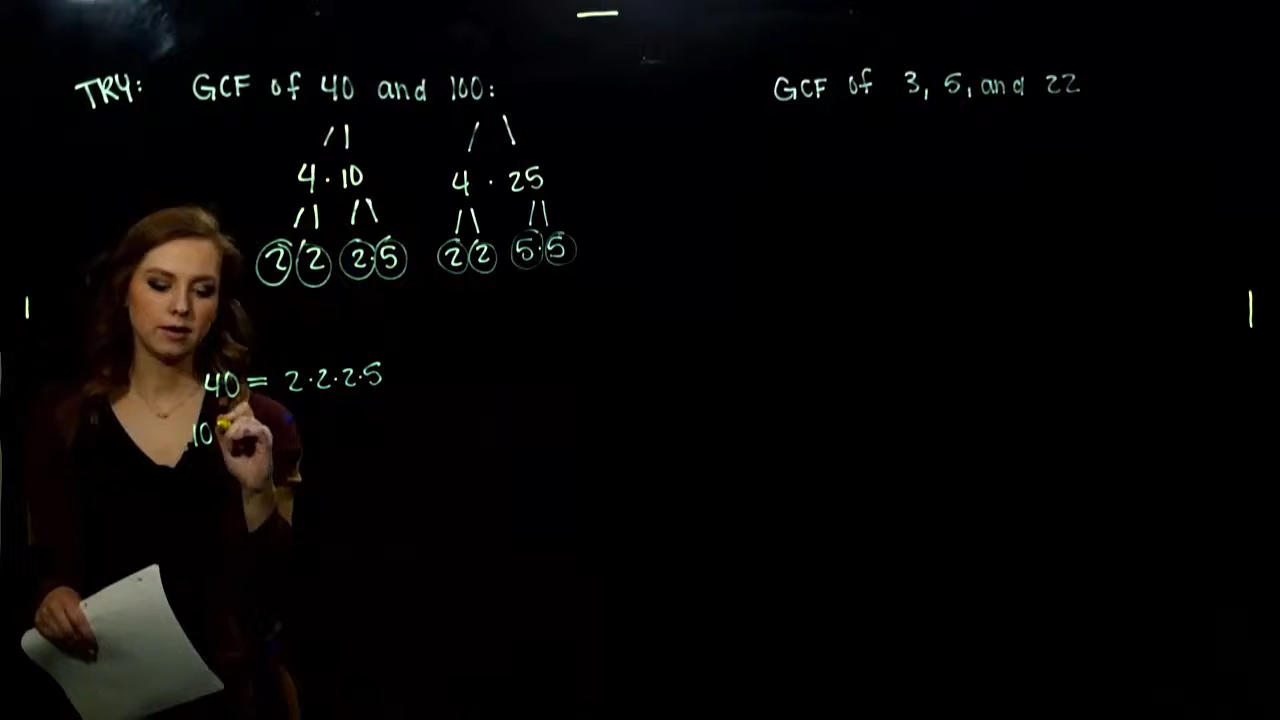 TRY: GCF of 40 and 100:
4 · 10
4 · 25
2 · 2 2 · 5
2 · 2 5 · 5
40 = 2 · 2 · 2 · 5
10
GCF of 3, 5, and 22